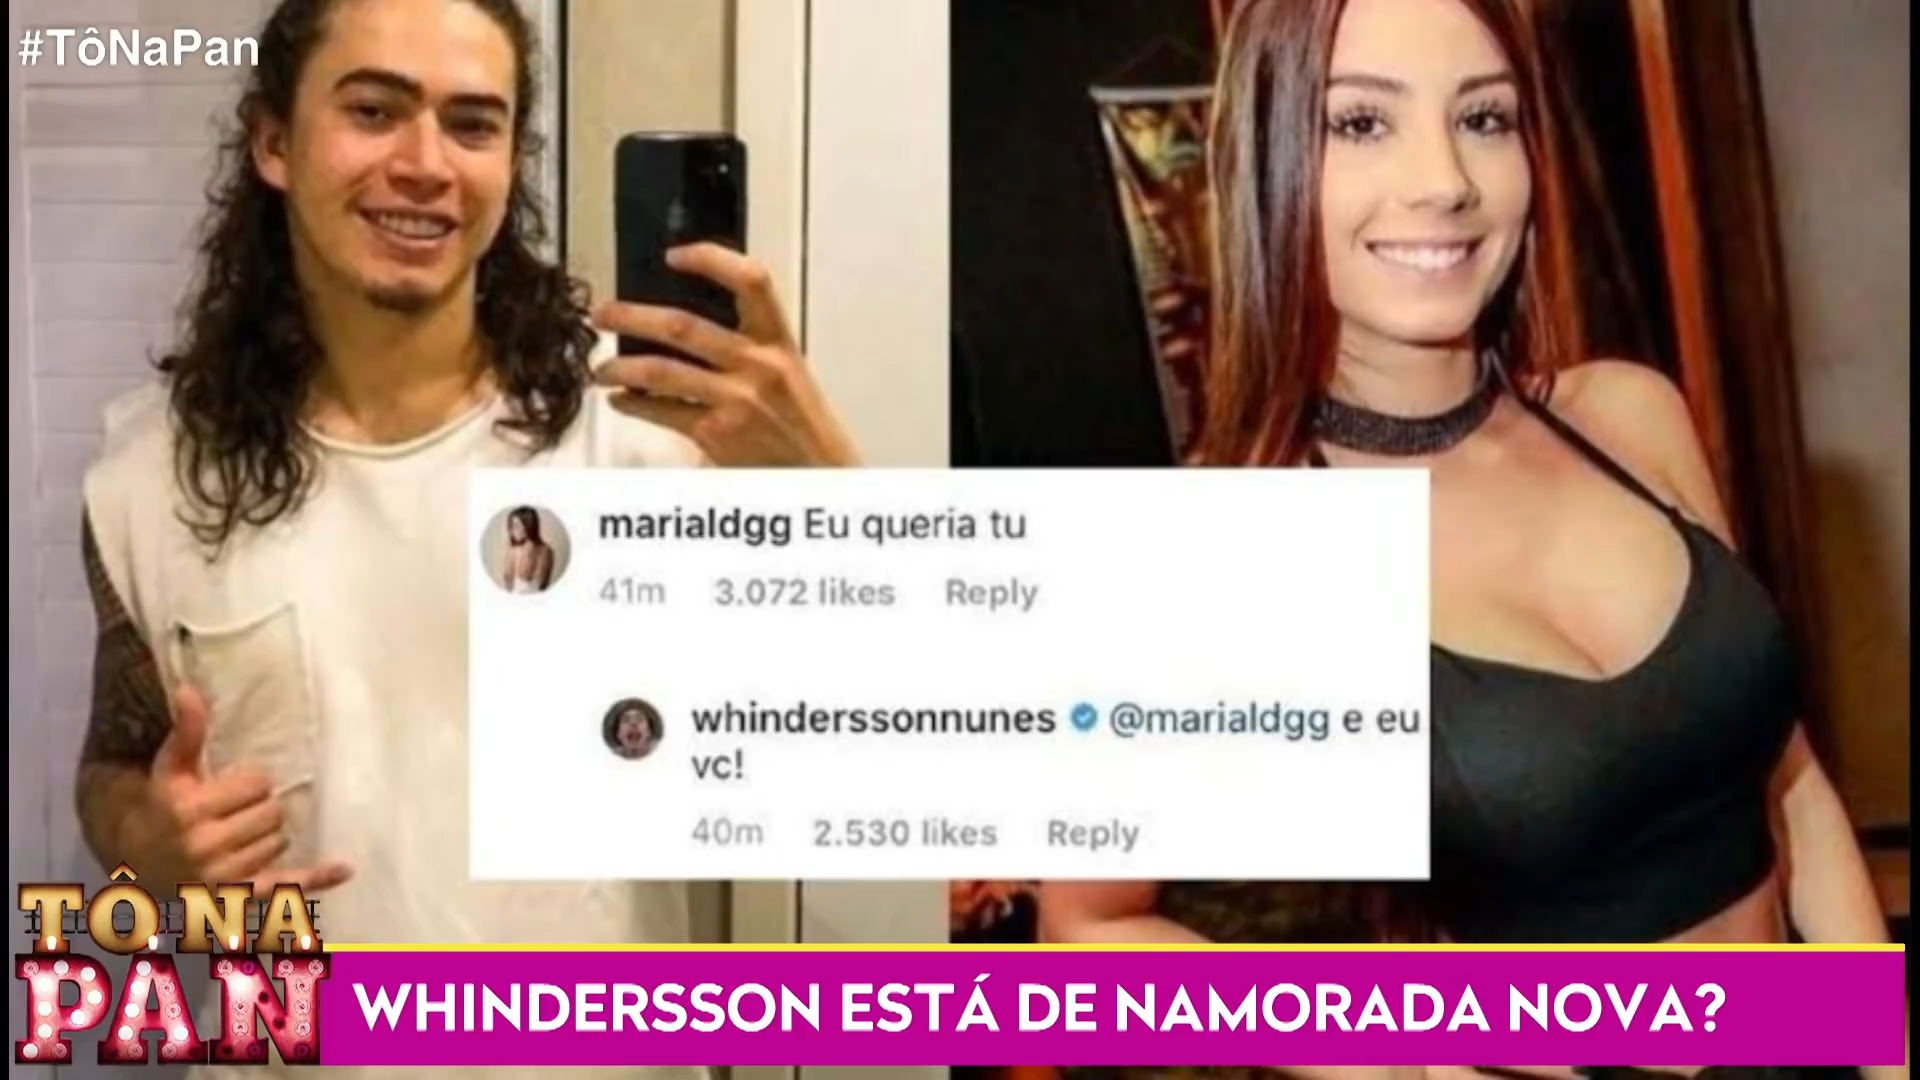 #TôNaPan
marialdgg Eu queria tu
41m 3.072 likes Reply
whinderssonnunes @marialdgg e eu
vc!
40m 2.530 likes Reply
TÔ NA
PAN
WHINDERSSON ESTÁ DE NAMORADA NOVA?